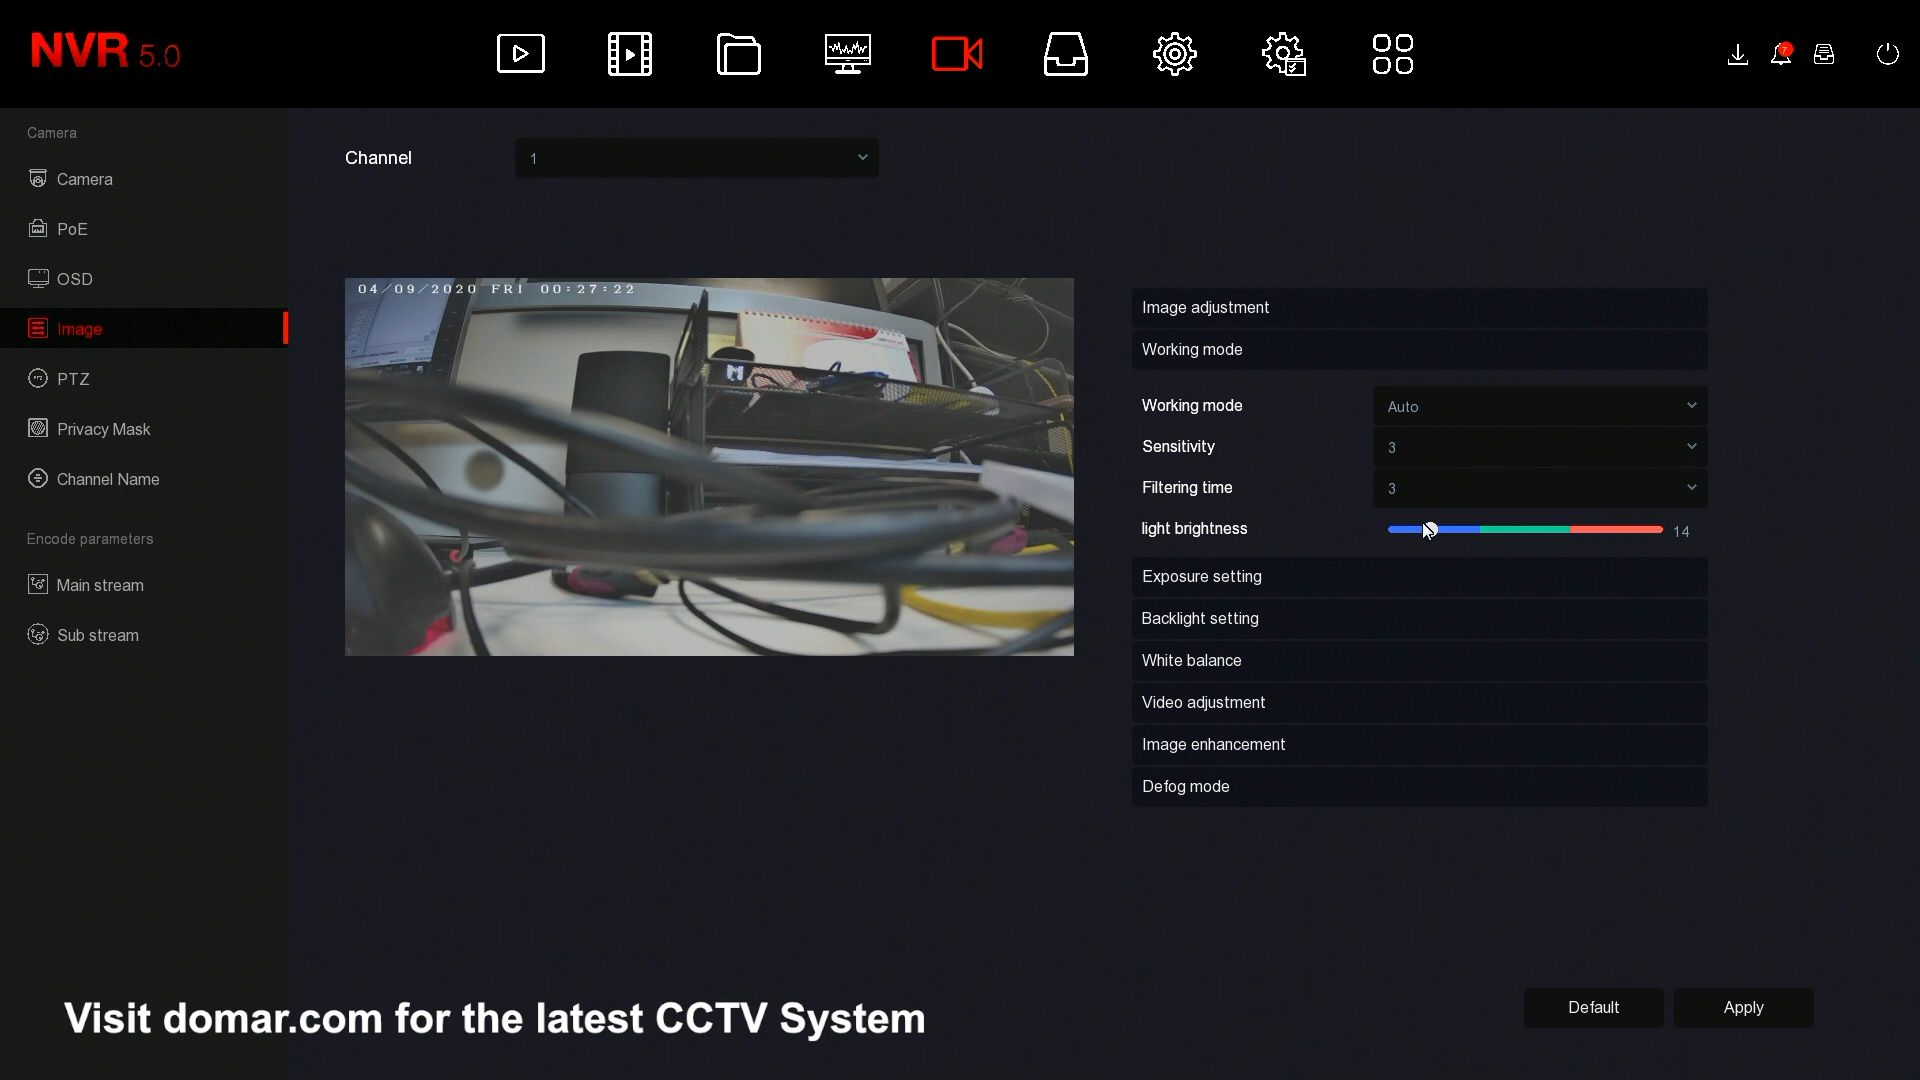 NVR 5.0
7
Camera
Channel
1
Camera
PoE
OSD
Image
PTZ
Privacy Mask
Channel Name
Encode parameters
Main stream
Sub stream
04/09/2020 FRI 00:27:22
Image adjustment
Working mode
Working mode
Auto
Sensitivity
3
Filtering time
3
light brightness
14
Exposure setting
Backlight setting
White balance
Video adjustment
Image enhancement
Defog mode
Default
Apply
Visit domar.com for the latest CCTV System